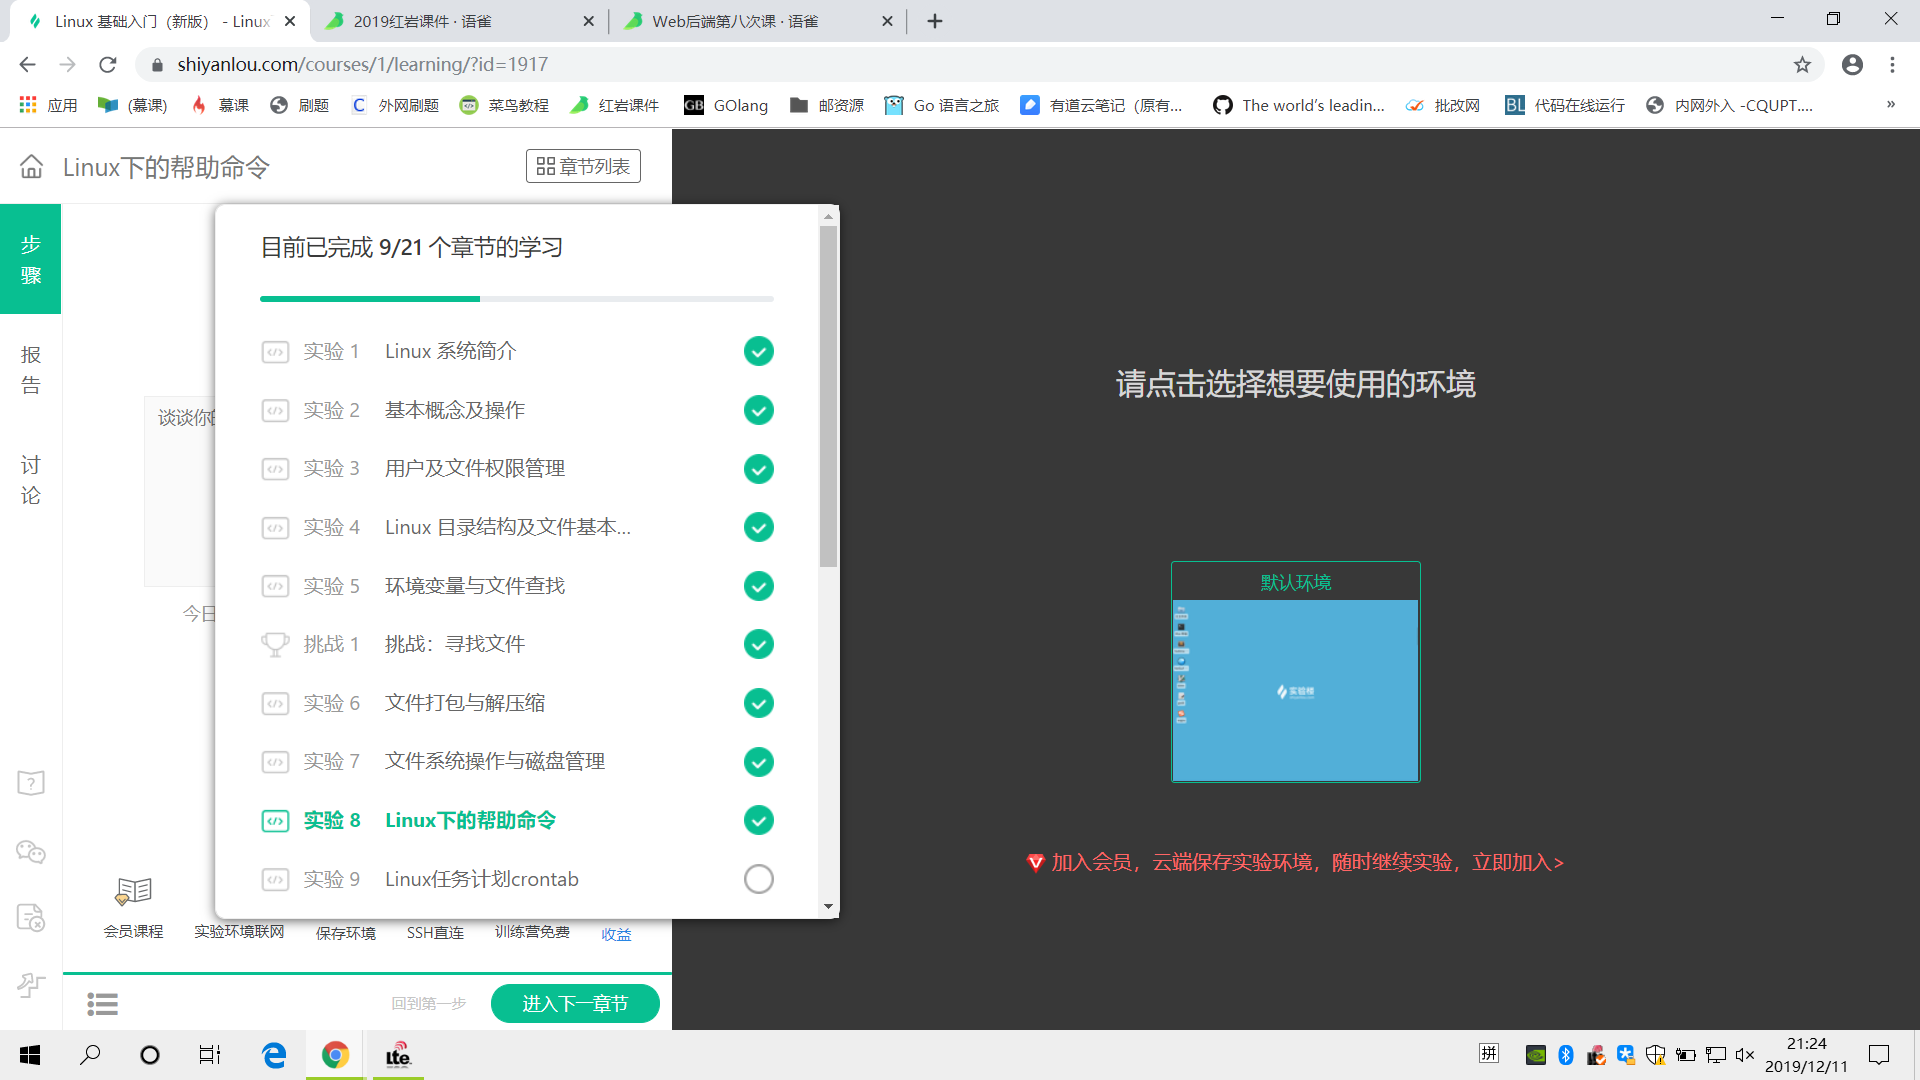 Linux 基础入门（新版） - Linux
2019红岩课件 · 语雀
Web后端第八次课 · 语雀
shiyanlou.com/courses/1/learning/?id=1917
应用
(慕课)
慕课
刷题
外网刷题
菜鸟教程
红岩课件
GOlang
邮资源
Go 语言之旅
有道云笔记（原有...
The world's leadin...
批改网
代码在线运行
内网外入 -CQUPT....
Linux下的帮助命令
章节列表
步骤
报告
讨论
目前已完成 9/21 个章节的学习
实验 1 Linux 系统简介
实验 2 基本概念及操作
实验 3 用户及文件权限管理
实验 4 Linux 目录结构及文件基本...
实验 5 环境变量与文件查找
挑战 1 挑战：寻找文件
实验 6 文件打包与解压缩
实验 7 文件系统操作与磁盘管理
实验 8 Linux下的帮助命令
实验 9 Linux任务计划crontab
谈谈你的
今日
会员课程
实验环境联网
保存环境
SSH直连
训练营免费
收益
回到第一步
进入下一章节
请点击选择想要使用的环境
默认环境
实验楼
加入会员，云端保存实验环境，随时继续实验，立即加入>
lte
拼
21:24
2019/12/11